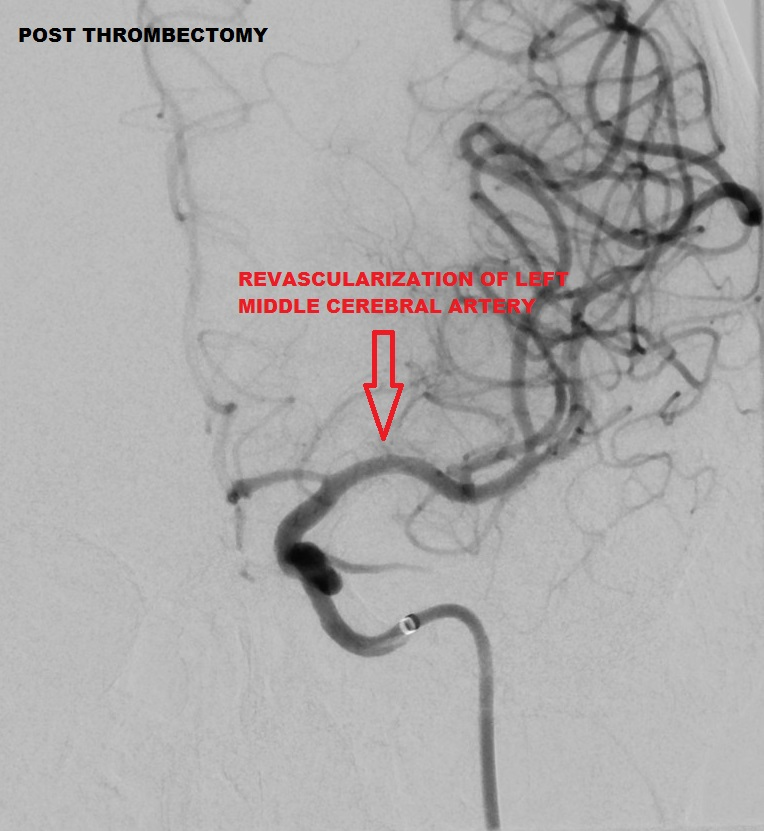 POST THROMBECTOMY
REVASCULARIZATION OF LEFT
MIDDLE CEREBRAL ARTERY